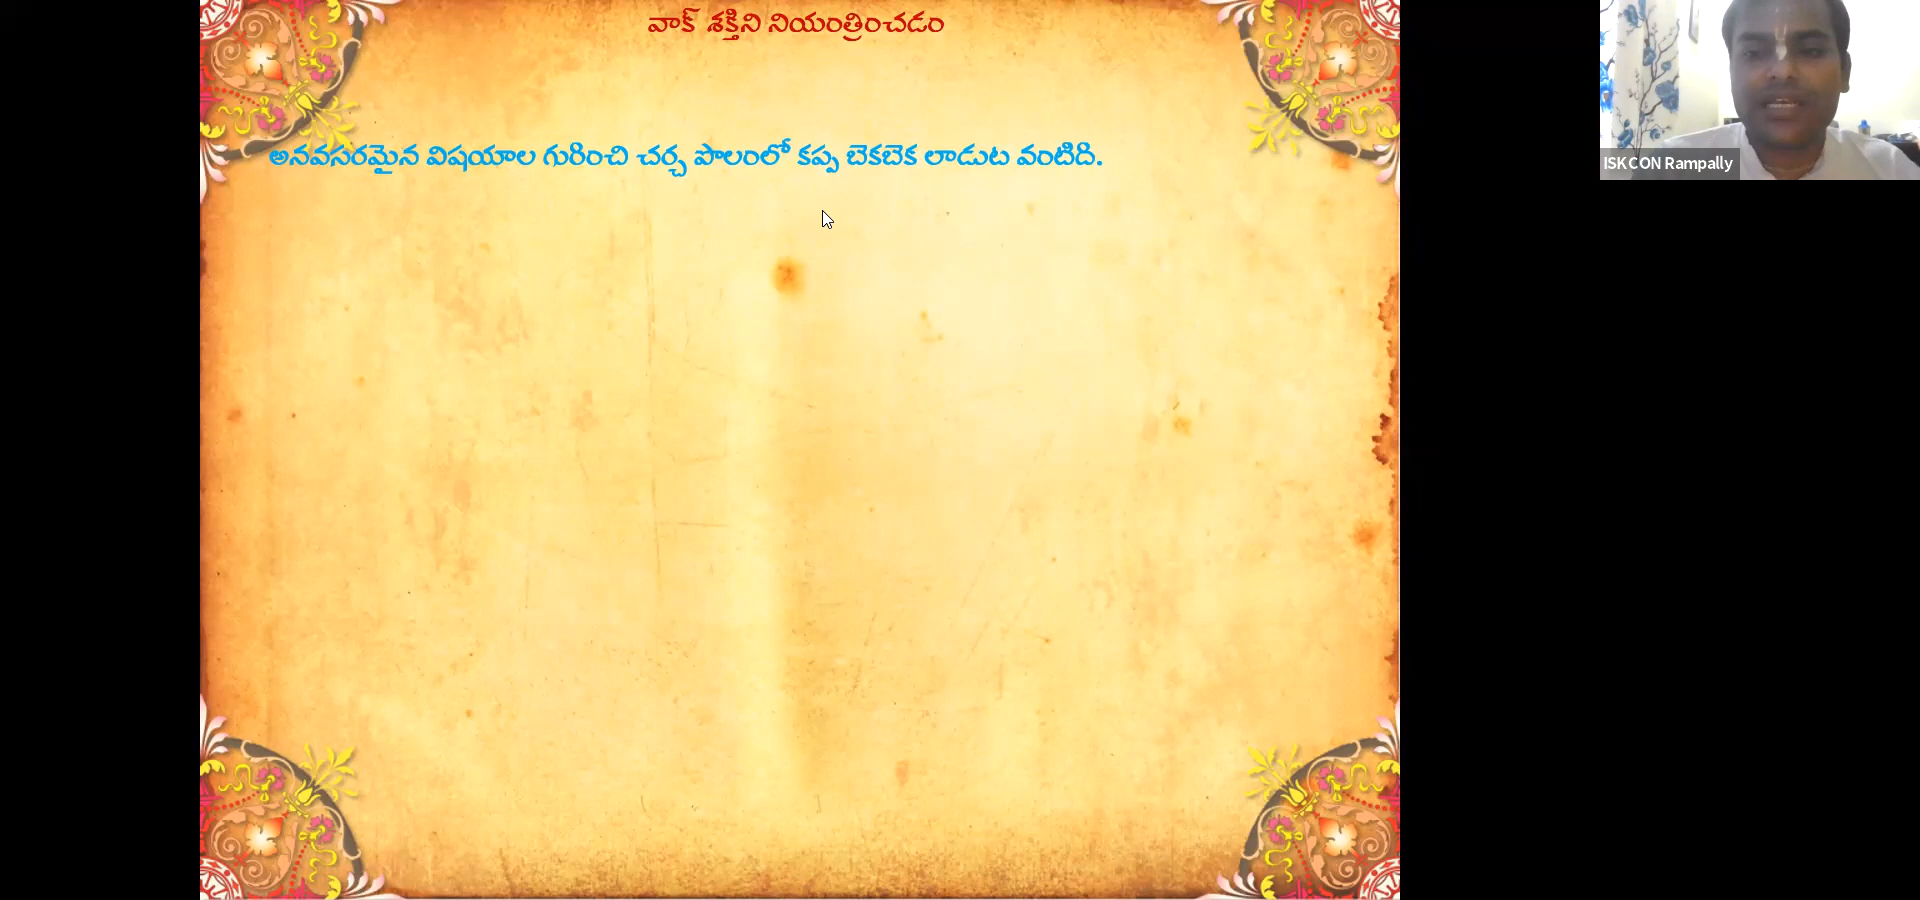 వాక్ శక్తిని నియంత్రించడం
అనవసరమైన విషయాల గురించి చర్చ పొలంలో కప్ప బెకబెక లాడుట వంటిది.
ISKCON Rampally